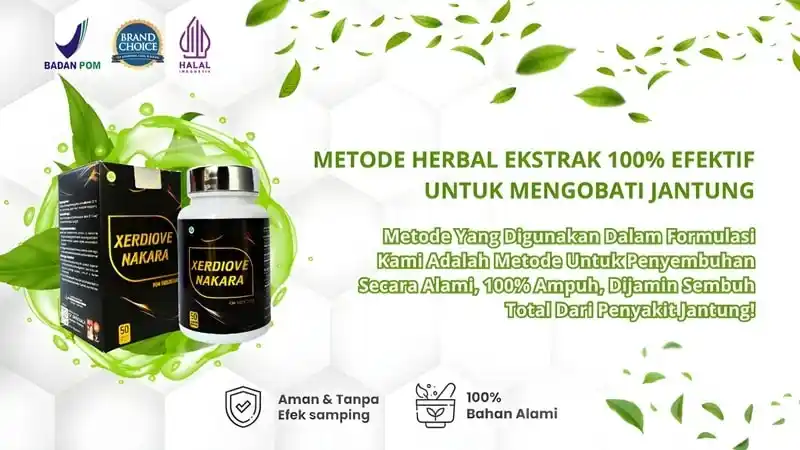 BADAN POM
BRAND
CHOICE
HALAL
INDONESIA
METODE HERBAL EKSTRAK 100% EFEKTIF
UNTUK MENGOBATI JANTUNG
Metode Yang Digunakan Dalam Formulasi
Kami Adalah Metode Untuk Penyembuhan
Secara Alami, 100% Ampuh, Dijamin Sembuh
Total Dari Penyakit Jantung!
XERDIOVE
NAKARA
50
XERDIOVE
NAKARA
50
Aman & Tanpa
Efek samping
100%
Bahan Alami